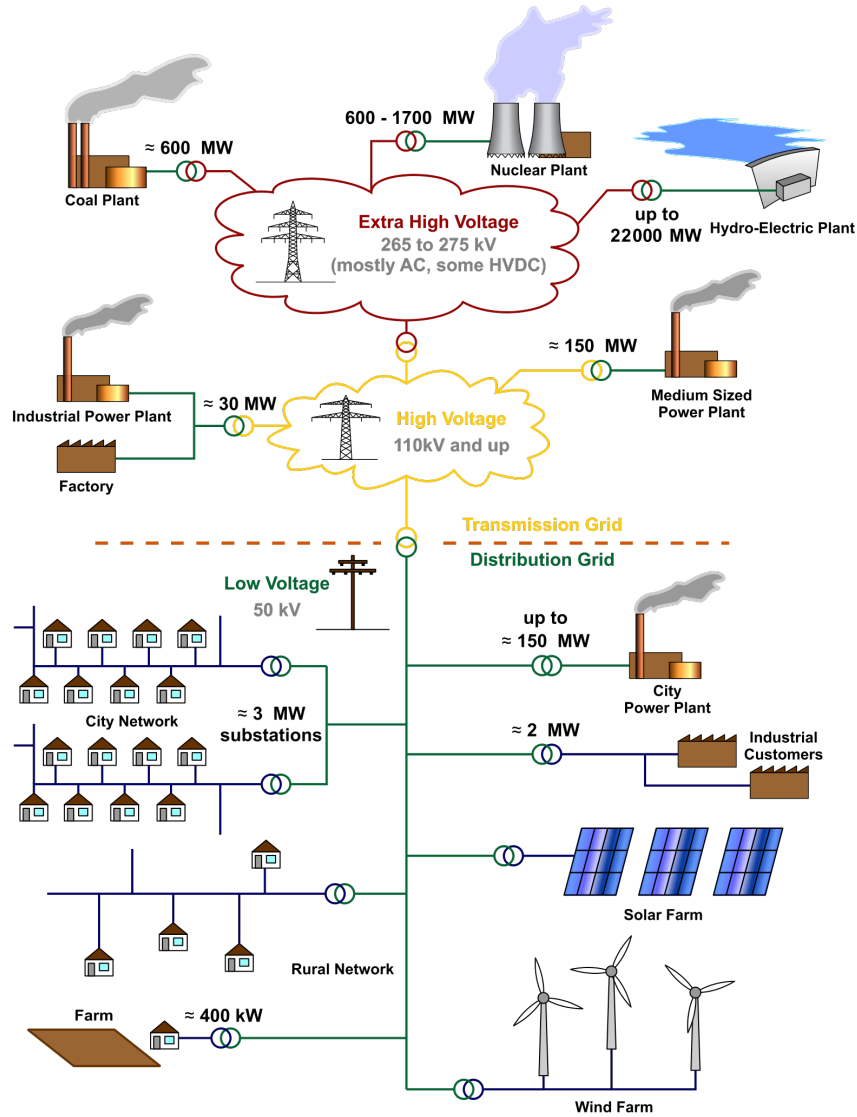 600 - 1700 MW
≈ 600 MW
Nuclear Plant
Coal Plant
up to
22000 MW
Hydro-Electric Plant
Extra High Voltage
265 to 275 kV
(mostly AC, some HVDC)
≈ 150 MW
Medium Sized
Power Plant
Industrial Power Plant
≈ 30 MW
Factory
High Voltage
110kV and up
Transmission Grid
Distribution Grid
Low Voltage
50 kV
up to
≈ 150 MW
City
Power Plant
City Network
≈ 3 MW
substations
≈ 2 MW
Industrial
Customers
Solar Farm
Rural Network
Farm
≈ 400 kW
Wind Farm